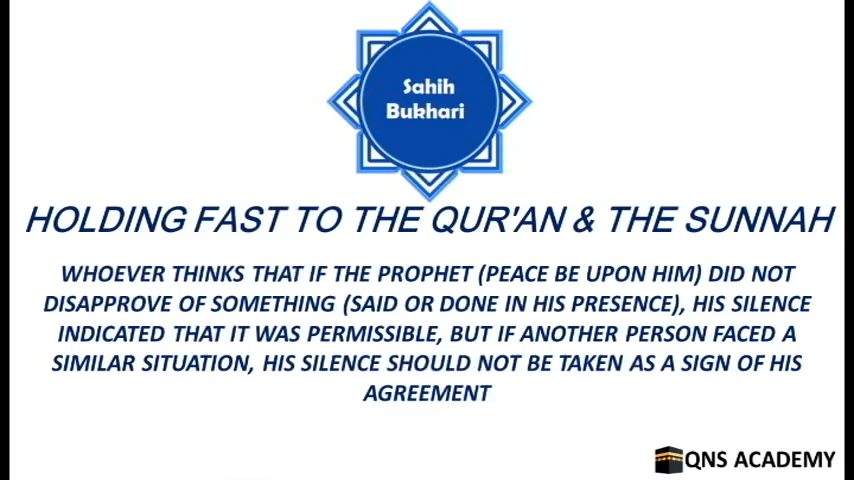 Sahih
Bukhari
HOLDING FAST TO THE QUR'AN & THE SUNNAH
WHOEVER THINKS THAT IF THE PROPHET (PEACE BE UPON HIM) DID NOT
DISAPPROVE OF SOMETHING (SAID OR DONE IN HIS PRESENCE), HIS SILENCE
INDICATED THAT IT WAS PERMISSIBLE, BUT IF ANOTHER PERSON FACED A
SIMILAR SITUATION, HIS SILENCE SHOULD NOT BE TAKEN AS A SIGN OF HIS
AGREEMENT
QNS ACADEMY